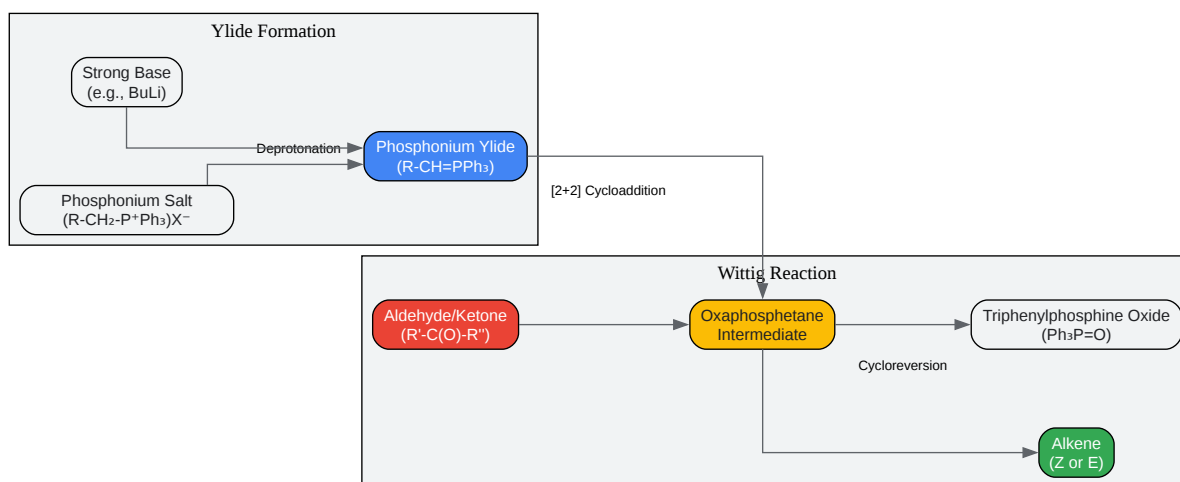 Ylide Formation
Strong Base
(e.g., BuLi)
Deprotonation
Phosphonium Ylide
(R-CH=PPh₃)
Phosphonium Salt
(R-CH₂-P⁺Ph₃)X⁻
[2+2] Cycloaddition
Wittig Reaction
Aldehyde/Ketone
(R'-C(O)-R'')
Oxaphosphetane
Intermediate
Triphenylphosphine Oxide
(Ph₃P=O)
Cycloreversion
Alkene
(Z or E)